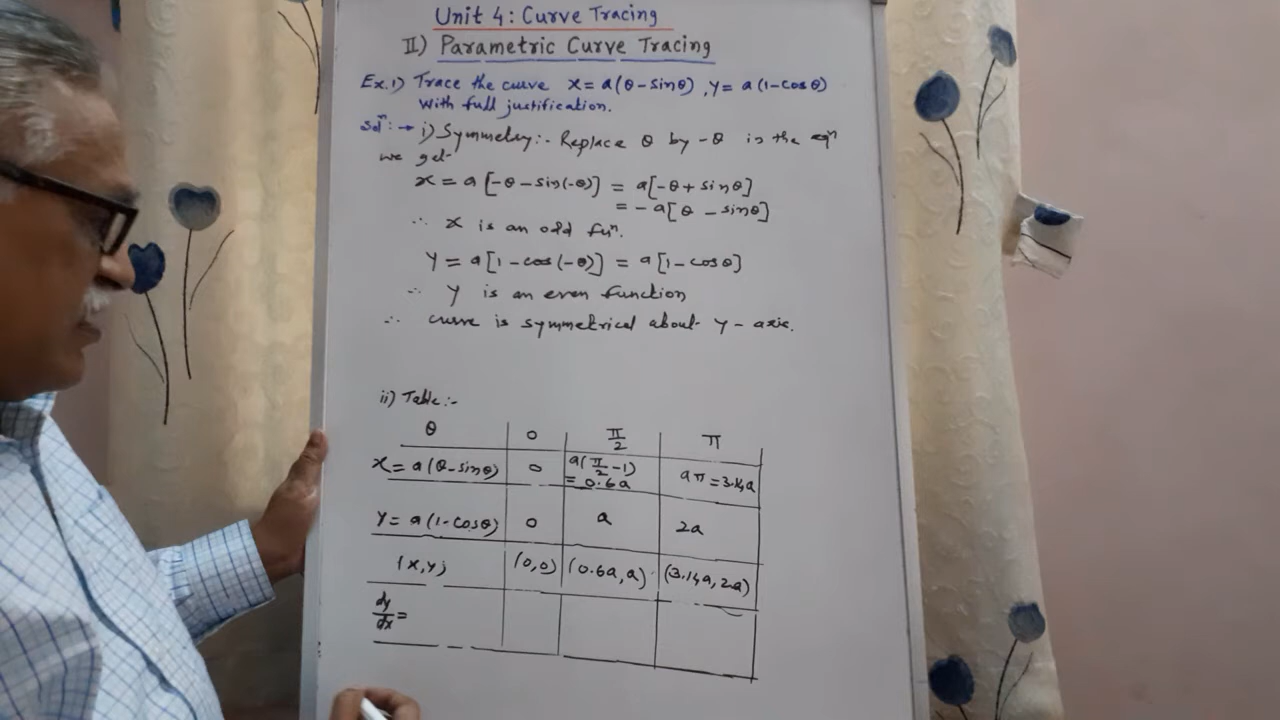 Unit 4: Curve Tracing
II) Parametric Curve Tracing
Ex.1) Trace the curve x = a(θ-sinθ), y = a(1-cosθ)
with full justification.
Solⁿ:→ i) Symmetry:- Replace θ by -θ in the eqⁿ
we get
x = a[-θ-sin(-θ)] = a[-θ+sinθ]
= -a[θ-sinθ]
∴ x is an odd fuⁿ.
y = a[1-cos(-θ)] = a[1-cosθ]
∴ y is an even function
∴ curve is symmetrical about y-axis.
ii) Table:-
θ 0 π/2 π
x = a(θ-sinθ) 0 a(π/2-1) = 0.6a aπ = 3.14a
y = a(1-cosθ) 0 a 2a
(x,y) (0,0) (0.6a, a) (3.14a, 2a)
dy/dx =